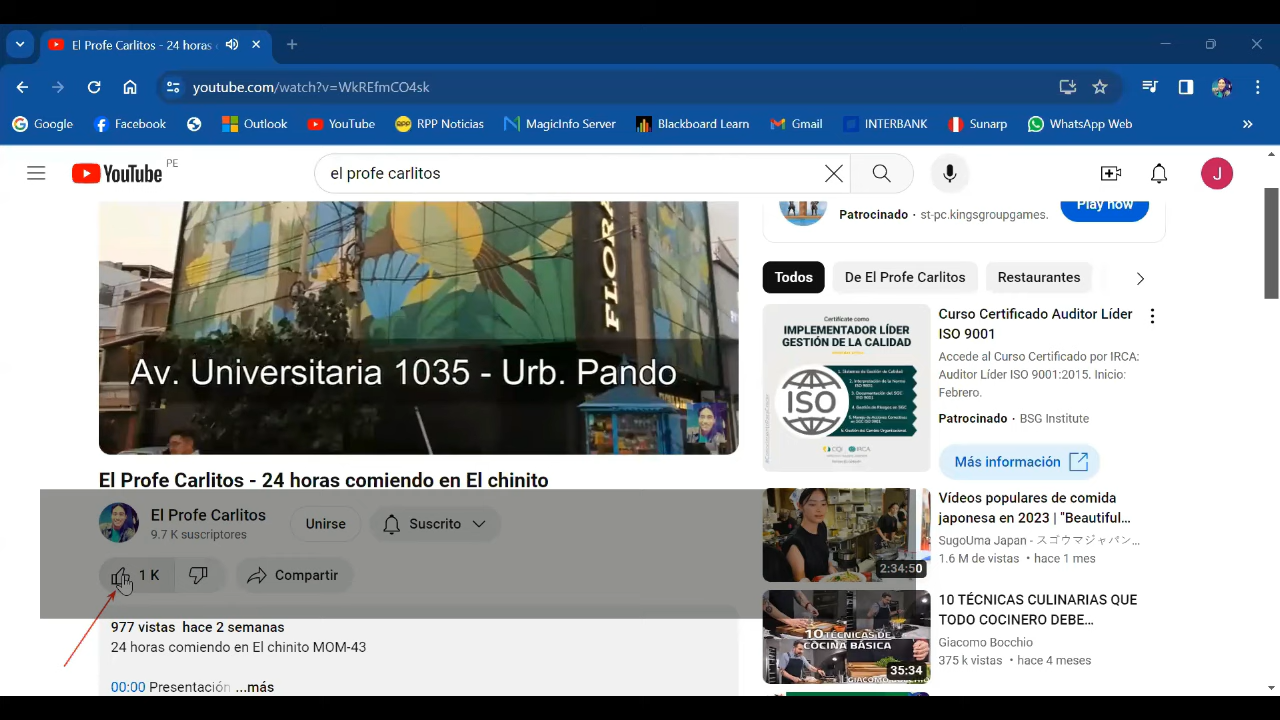 El Profe Carlitos - 24 horas
youtube.com/watch?v=WkREfmCO4sk
Google Facebook Outlook YouTube RPP Noticias MagicInfo Server Blackboard Learn Gmail INTERBANK Sunarp WhatsApp Web
YouTube PE
el profe carlitos
J
FLORA
Av. Universitaria 1035 - Urb. Pando
El Profe Carlitos - 24 horas comiendo en El chinito
El Profe Carlitos
9.7 K suscriptores
Unirse
Suscrito
1 K
Compartir
977 vistas hace 2 semanas
24 horas comiendo en El chinito MOM-43
00:00 Presentación ...más
Patrocinado · st-pc.kingsgroupgames.
Play now
Todos
De El Profe Carlitos
Restaurantes
Certifícate como
IMPLEMENTADOR LÍDER
GESTIÓN DE LA CALIDAD
ISO
Curso Certificado Auditor Líder
ISO 9001
Accede al Curso Certificado por IRCA:
Auditor Líder ISO 9001:2015. Inicio:
Febrero.
Patrocinado · BSG Institute
Más información
2:34:50
Vídeos populares de comida
japonesa en 2023 | "Beautiful...
SugoUma Japan - スゴウマジャパン...
1.6 M de vistas · hace 1 mes
10 TÉCNICAS DE
COCINA BÁSICA
35:34
10 TÉCNICAS CULINARIAS QUE
TODO COCINERO DEBE...
Giacomo Bocchio
375 k vistas · hace 4 meses